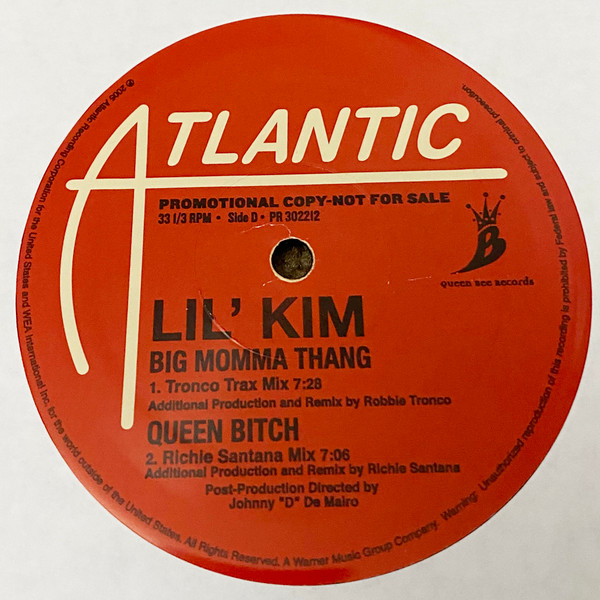 ATLANTIC
PROMOTIONAL COPY-NOT FOR SALE
33 1/3 RPM • Side D • PR 302212
B
Queen Bee Records
LIL' KIM
BIG MOMMA THANG
1. Tronco Trax Mix 7:28
Additional Production and Remix by Robbie Tronco
QUEEN BITCH
2. Richie Santana Mix 7:06
Additional Production and Remix by Richie Santana
Post-Production Directed by
Johnny "D" De Mairo
℗ 2005 Atlantic Recording Corporation for the United States and WEA International Inc. for the world outside of the United States. All Rights Reserved. A Warner Music Group Company. Warning: Unauthorized reproduction of this recording is prohibited by Federal law and subject to criminal prosecution